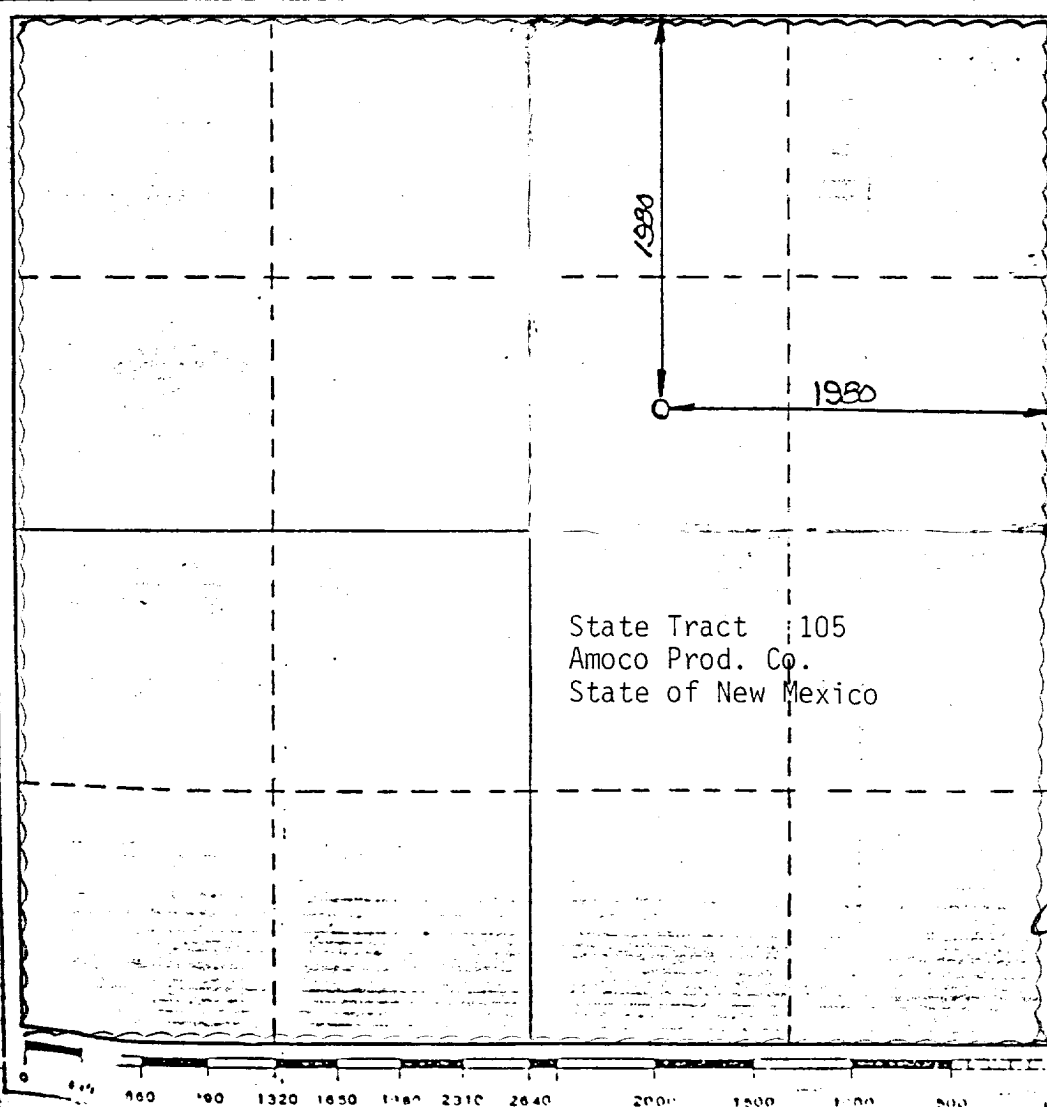 1980
1980
State Tract 105
Amoco Prod. Co.
State of New Mexico
0 1320 1650 2310 2640 2000 1500 500